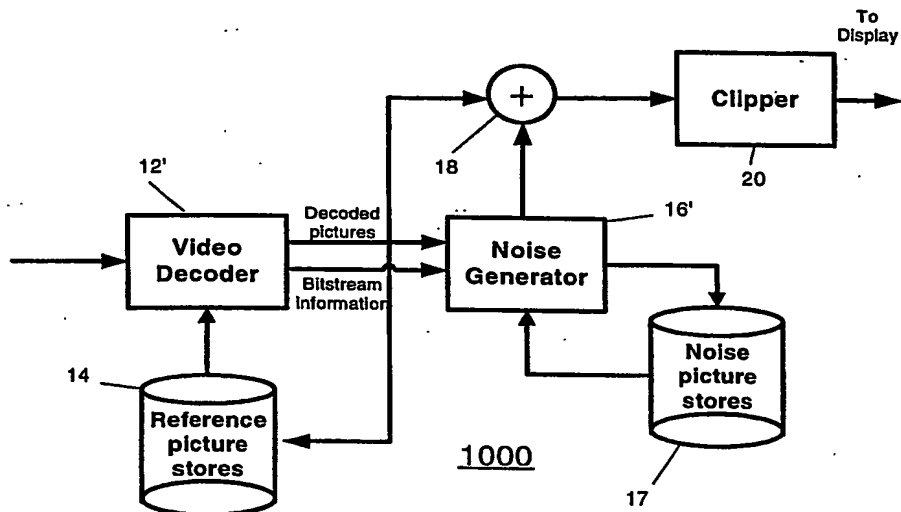 To
Display
+
Clipper
18
20
12'
16'
Decoded
pictures
Video
Decoder
Noise
Generator
Bitstream
information
14
Noise
picture
stores
Reference
picture
stores
1000
17